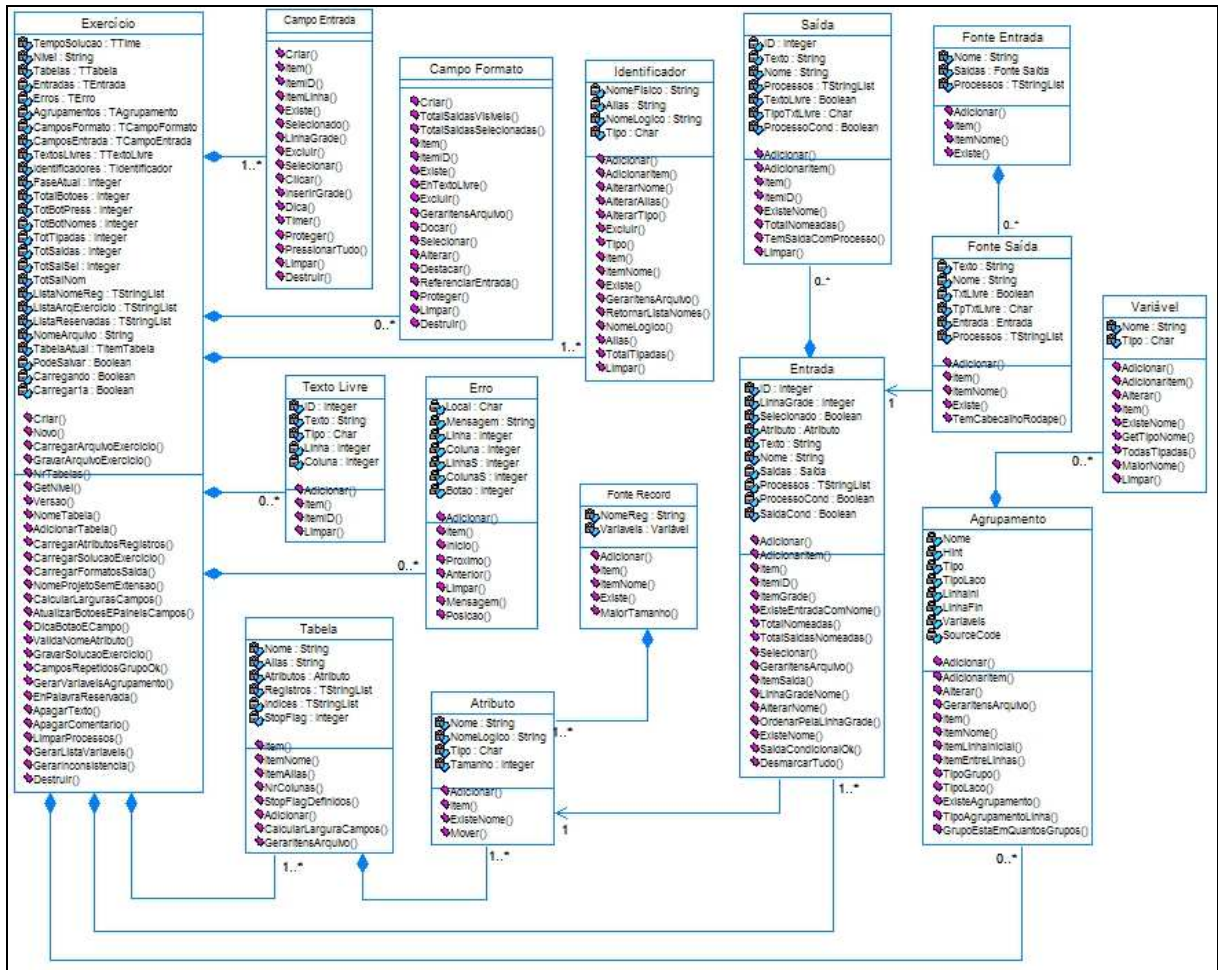 Exercício
TempoSolucao : TTime
Nivel : String
Tabelas : TTabela
Entradas : TEntrada
Erros : TErro
Agrupamentos : TAgrupamento
CamposFormato : TCampoFormato
CamposEntrada : TCampoEntrada
TextosLivres : TTextoLivre
Identificadores : TIdentificador
FaseAtual : Integer
TotalBotoes : Integer
TotBotPress : Integer
TotBotNomes : Integer
TotTipadas : Integer
TotSaidas : Integer
TotSaiSel : Integer
TotSaiNom
ListaNomeReg : TStringList
ListaArqExercicio : TStringList
ListaReservadas : TStringList
NomeArquivo : String
TabelaAtual : TItemTabela
PodeSalvar : Boolean
Carregando : Boolean
Carregar1a : Boolean
Criar()
Novo()
CarregarArquivoExercicio()
GravarArquivoExercicio()
NrTabelas()
GetNivel()
Versao()
NomeTabela()
AdicionarTabela()
CarregarAtributosRegistros()
CarregarSolucaoExercicio()
CarregarFormatosSaida()
NomeProjetoSemExtensao()
CalcularLargurasCampos()
AtualizarBotoesEPaineisCampos()
DicaBotaoECampo()
ValidaNomeAtributo()
GravarSolucaoExercicio()
CamposRepetidosGrupoOk()
GerarVariaveisAgrupamento()
EhPalavraReservada()
ApagarTexto()
ApagarComentario()
LimparProcessos()
GerarListaVariaveis()
GerarInconsistencia()
Destruir()
Campo Entrada
Criar()
Item()
ItemID()
ItemLinha()
Existe()
Selecionado()
LinhaGrade()
Excluir()
Selecionar()
Clicar()
InserirGrade()
Dica()
Timer()
Proteger()
PressionarTudo()
Limpar()
Destruir()
1..*
Campo Formato
Criar()
TotalSaidasVisiveis()
TotalSaidasSelecionadas()
Item()
ItemID()
Existe()
EhTextoLivre()
Excluir()
GerarItensArquivo()
Docar()
Selecionar()
Alterar()
Destacar()
ReferenciarEntrada()
Proteger()
Limpar()
Destruir()
0..*
Identificador
NomeFisico : String
Alias : String
NomeLogico : String
Tipo : Char
Adicionar()
AdicionarItem()
AlterarNome()
AlterarAlias()
AlterarTipo()
Excluir()
Tipo()
Item()
ItemNome()
Existe()
GerarItensArquivo()
RetornarListaNomes()
NomeLogico()
Alias()
TotalTipadas()
Limpar()
1..*
Saída
ID : Integer
Texto : String
Nome : String
Processos : TStringList
TextoLivre : Boolean
TipoTxtLivre : Char
ProcessoCond : Boolean
Adicionar()
AdicionarItem()
Item()
ItemID()
ExisteNome()
TotalNomeadas()
TemSaidaComProcesso()
Limpar()
0..*
Fonte Entrada
Nome : String
Saidas : Fonte Saída
Processos : TStringList
Adicionar()
Item()
ItemNome()
Existe()
0..*
Fonte Saída
Texto : String
Nome : String
TxtLivre : Boolean
TpTxtLivre : Char
Entrada : Entrada
Processos : TStringList
Adicionar()
Item()
ItemNome()
Existe()
TemCabecalhoRodape()
1
Variável
Nome : String
Tipo : Char
Adicionar()
AdicionarItem()
Alterar()
Item()
ExisteNome()
GetTipoNome()
TodasTipadas()
MaiorNome()
Limpar()
0..*
Texto Livre
ID : Integer
Texto : String
Tipo : Char
Linha : Integer
Coluna : Integer
Adicionar()
Item()
ItemID()
Limpar()
0..*
Erro
Local : Char
Mensagem : String
Linha : Integer
Coluna : Integer
LinhaS : Integer
ColunaS : Integer
Botao : Integer
Adicionar()
Item()
Inicio()
Proximo()
Anterior()
Limpar()
Mensagem()
Posicao()
0..*
Entrada
ID : Integer
LinhaGrade : Integer
Selecionado : Boolean
Atributo : Atributo
Texto : String
Nome : String
Saidas : Saída
Processos : TStringList
ProcessoCond : Boolean
SaidaCond : Boolean
Adicionar()
AdicionarItem()
Item()
ItemID()
ItemGrade()
ExisteEntradaComNome()
TotalNomeadas()
TotalSaidasNomeadas()
Selecionar()
GerarItensArquivo()
ItemSaida()
LinhaGradeNome()
AlterarNome()
OrdenarPelaLinhaGrade()
ExisteNome()
SaidaCondicionalOk()
DesmarcarTudo()
1..*
Fonte Record
NomeReg : String
Variaveis : Variável
Adicionar()
Item()
ItemNome()
Existe()
MaiorTamanho()
1..*
Agrupamento
Nome
Hint
Tipo
TipoLaco
LinhaIni
LinhaFin
Variaveis
SourceCode
Adicionar()
AdicionarItem()
Alterar()
GerarItensArquivo()
Item()
ItemNome()
ItemLinhaInicial()
ItemEntreLinhas()
TipoGrupo()
TipoLaco()
ExisteAgrupamento()
TipoAgrupamentoLinha()
GrupoEstaEmQuantosGrupos()
0..*
Tabela
Nome : String
Alias : String
Atributos : Atributo
Registros : TStringList
Indices : TStringList
StopFlag : Integer
Item()
ItemNome()
ItemAlias()
NrColunas()
StopFlagDefinidos()
Adicionar()
CalcularLarguraCampos()
GerarItensArquivo()
1..*
Atributo
Nome : String
NomeLogico : String
Tipo : Char
Tamanho : Integer
Adicionar()
Item()
ExisteNome()
Mover()
1
1..*